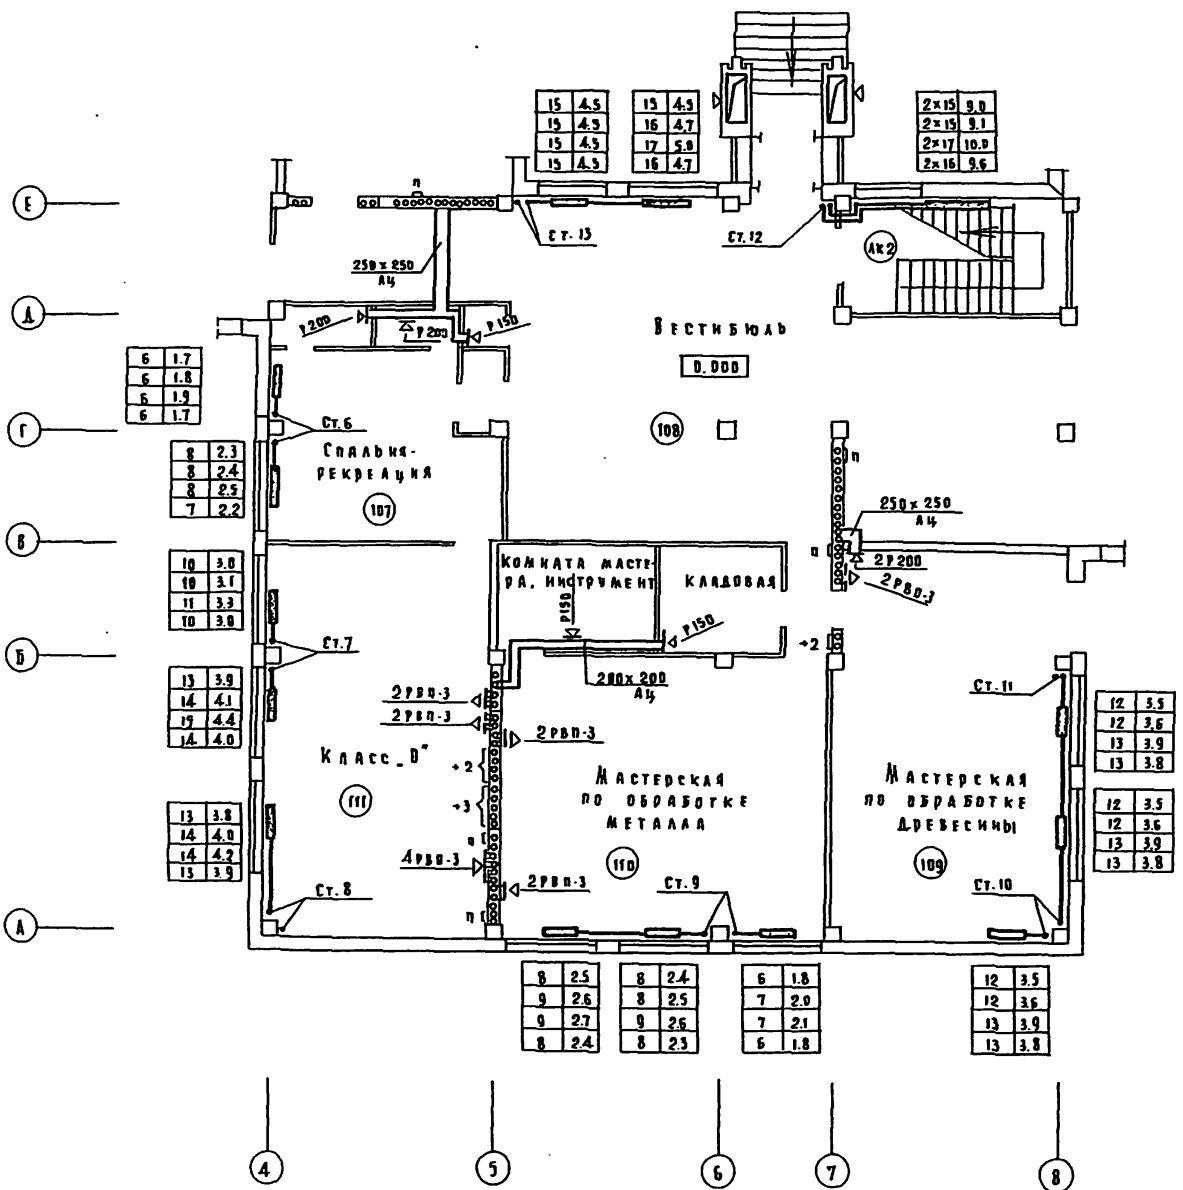 15 4.5
15 4.5
15 4.5
15 4.5
15 4.5
16 4.7
17 5.0
16 4.7
2×15 9.0
2×15 9.1
2×17 10.0
2×16 9.6
п
Е
Ст.13
Ст.12
АК2
250×250
АЦ
Д
Р200
Р200
Р150
Вестибюль
0.000
6 1.7
6 1.8
6 1.9
6 1.7
Г
Ст.6
108
Спальня-
рекреация
п
8 2.3
8 2.4
8 2.5
7 2.2
107
250×250
АЦ
В
п
Комната масте-
ра, инструмент
Кладовая
2Р200
2РВП-3
10 3.0
10 3.1
11 3.3
10 3.0
Р150
Р150
Б
Ст.7
→2
200×200
АЦ
Ст.11
13 3.9
14 4.1
15 4.4
14 4.0
2РВП-3
2РВП-3
2РВП-3
12 3.5
12 3.6
13 3.9
13 3.8
Класс „0"
→2
Мастерская
по обработке
металла
Мастерская
по обработке
древесины
111
→3
13 3.8
14 4.0
14 4.2
13 3.9
12 3.5
12 3.6
13 3.9
13 3.8
п
4РВП-3
110
109
2РВП-3
Ст.8
Ст.9
Ст.10
п
А
8 2.5
9 2.6
9 2.7
8 2.4
8 2.4
8 2.5
9 2.6
8 2.3
6 1.8
7 2.0
7 2.1
6 1.8
12 3.5
12 3.6
13 3.9
13 3.8
4
5
6
7
8